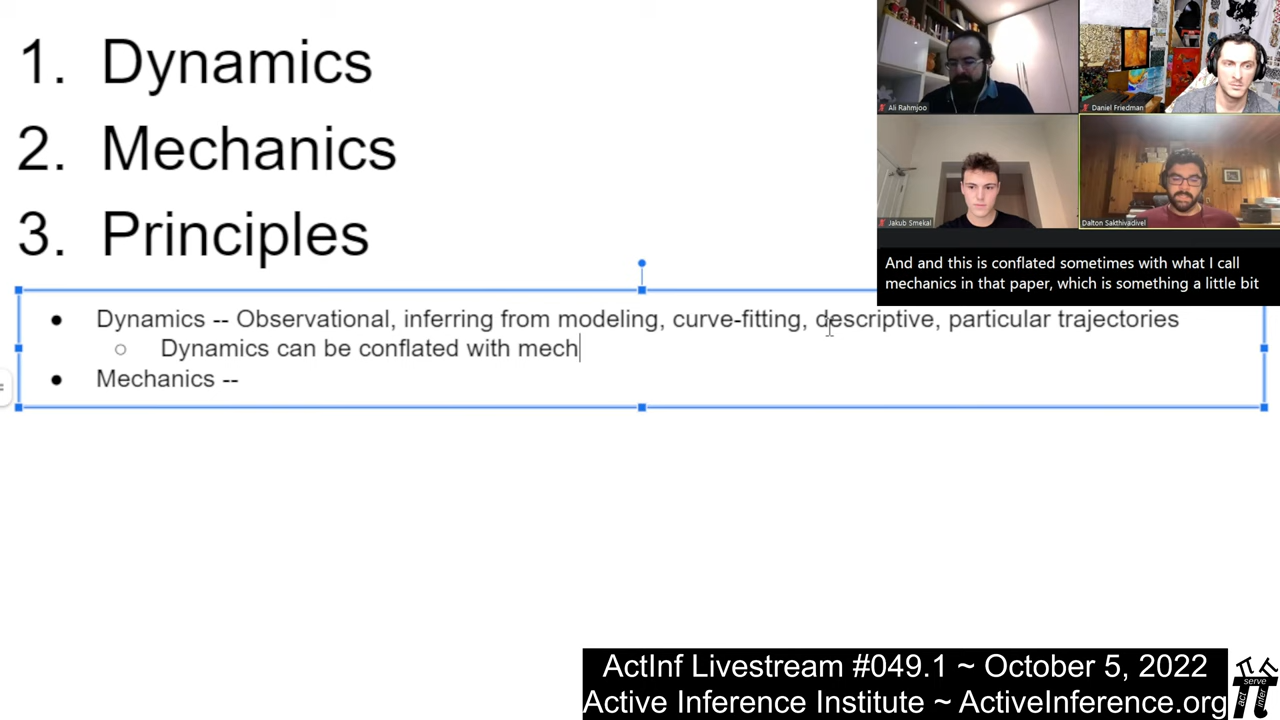 1. Dynamics
2. Mechanics
3. Principles
Ali Rahmjoo
Daniel Friedman
Jakub Smekal
Dalton Sakthivadivel
And and this is conflated sometimes with what I call
mechanics in that paper, which is something a little bit
● Dynamics -- Observational, inferring from modeling, curve-fitting, descriptive, particular trajectories
○ Dynamics can be conflated with mech
● Mechanics --
ActInf Livestream #049.1 ~ October 5, 2022
Active Inference Institute ~ ActiveInference.org
act serve infer